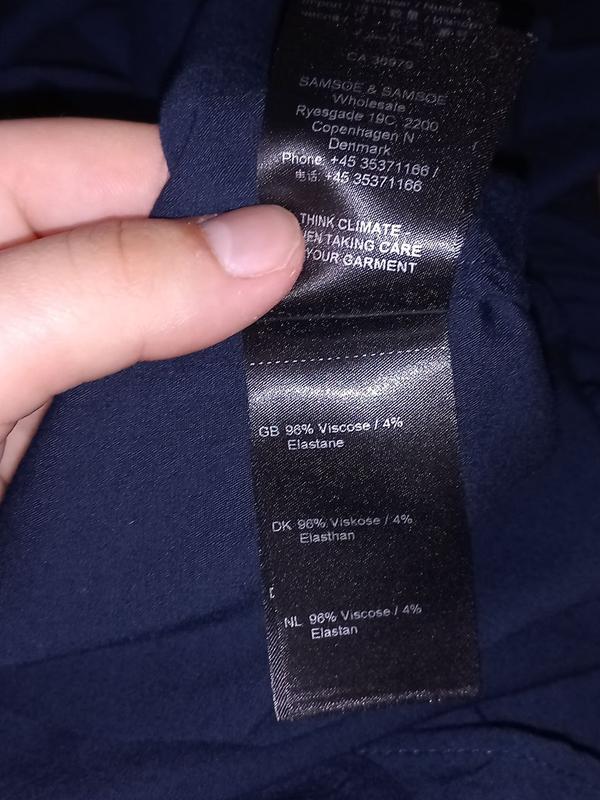 CA 36979
SAMSOE & SAMSOE
Wholesale
Ryesgade 19C, 2200
Copenhagen N
Denmark
Phone: +45 35371166 /
电话: +45 35371166
THINK CLIMATE
TAKING CARE
YOUR GARMENT
GB 96% Viscose / 4%
Elastane
DK 96% Viskose / 4%
Elasthan
NL 96% Viscose / 4%
Elastan